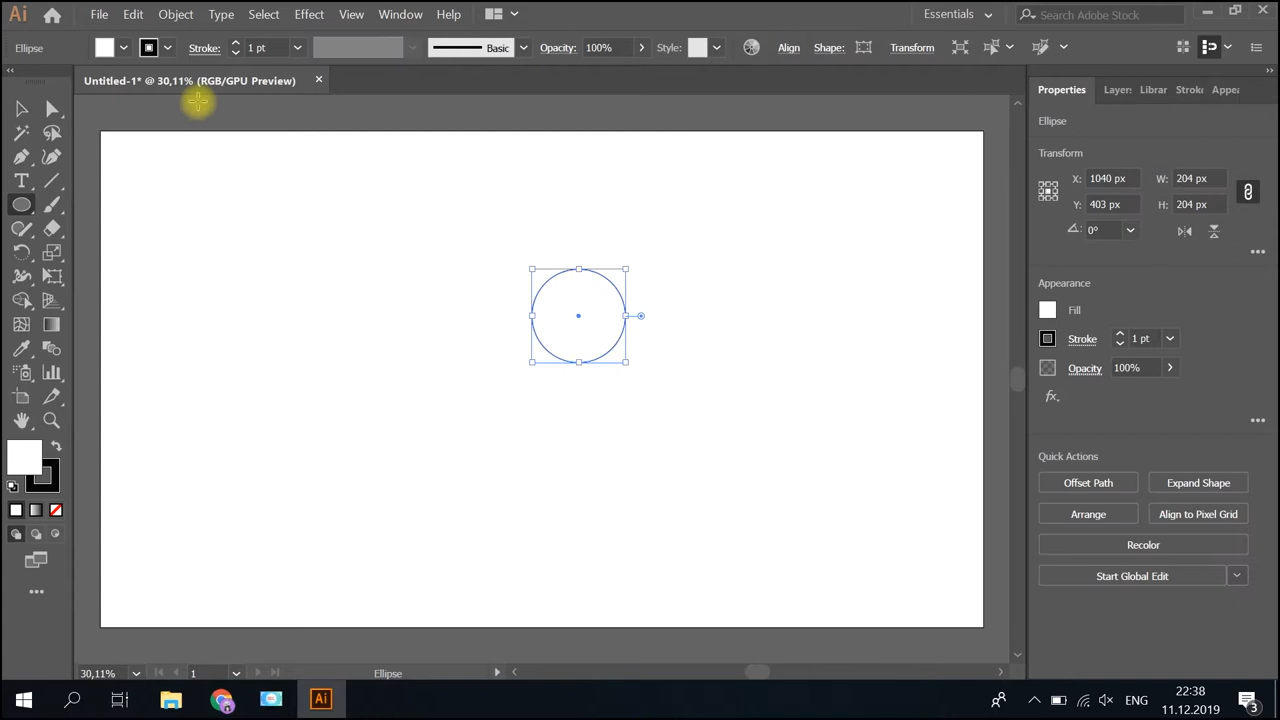 Ai File Edit Object Type Select Effect View Window Help Essentials Search Adobe Stock
Ellipse Stroke: 1 pt Basic Opacity: 100% Style: Align Shape: Transform
Untitled-1* @ 30,11% (RGB/GPU Preview)
Properties Layer: Librar Stroke Appea
Ellipse
Transform
X: 1040 px W: 204 px
Y: 403 px H: 204 px
0°
Appearance
Fill
Stroke 1 pt
Opacity 100%
fx.
Quick Actions
Offset Path Expand Shape
Arrange Align to Pixel Grid
Recolor
Start Global Edit
30,11% 1 Ellipse
Ai ENG 22:38
11.12.2019 3